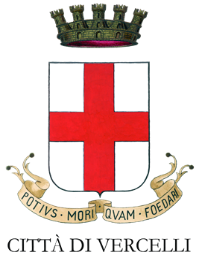 POTIVS · MORI QVAM · FOEDARI
CITTÀ DI VERCELLI